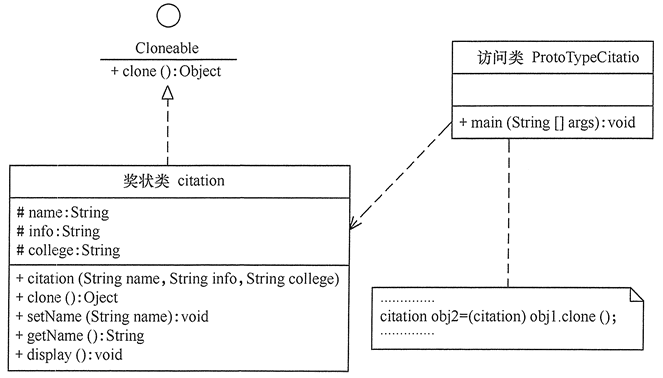 Cloneable
+ clone ():Object
访问类 ProtoTypeCitatio
+ main (String [] args):void
奖状类 citation
# name:String
# info:String
# college:String
+ citation (String name,String info,String college)
+ clone ():Oject
+ setName (String name):void
+ getName ():String
+ display ():void
..............
citation obj2=(citation) obj1.clone ();
..............